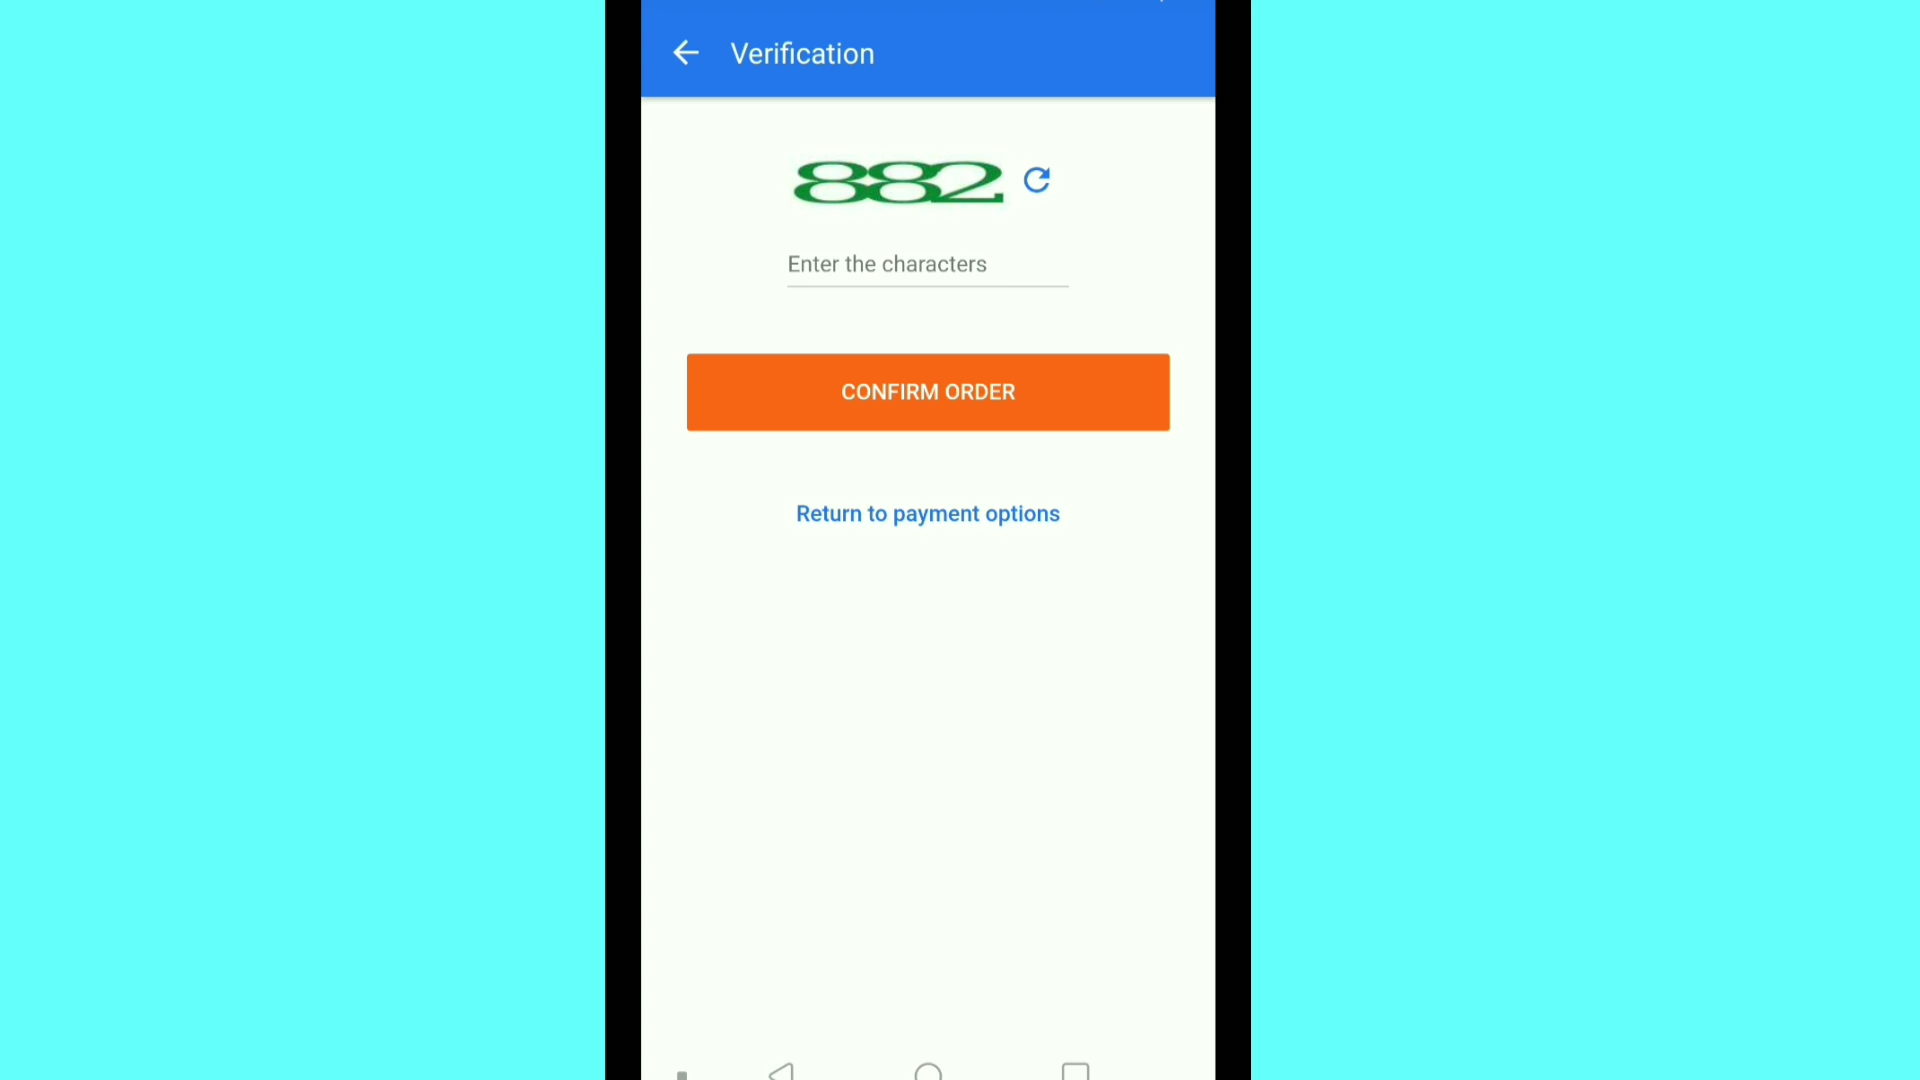 Verification
882
Enter the characters
CONFIRM ORDER
Return to payment options